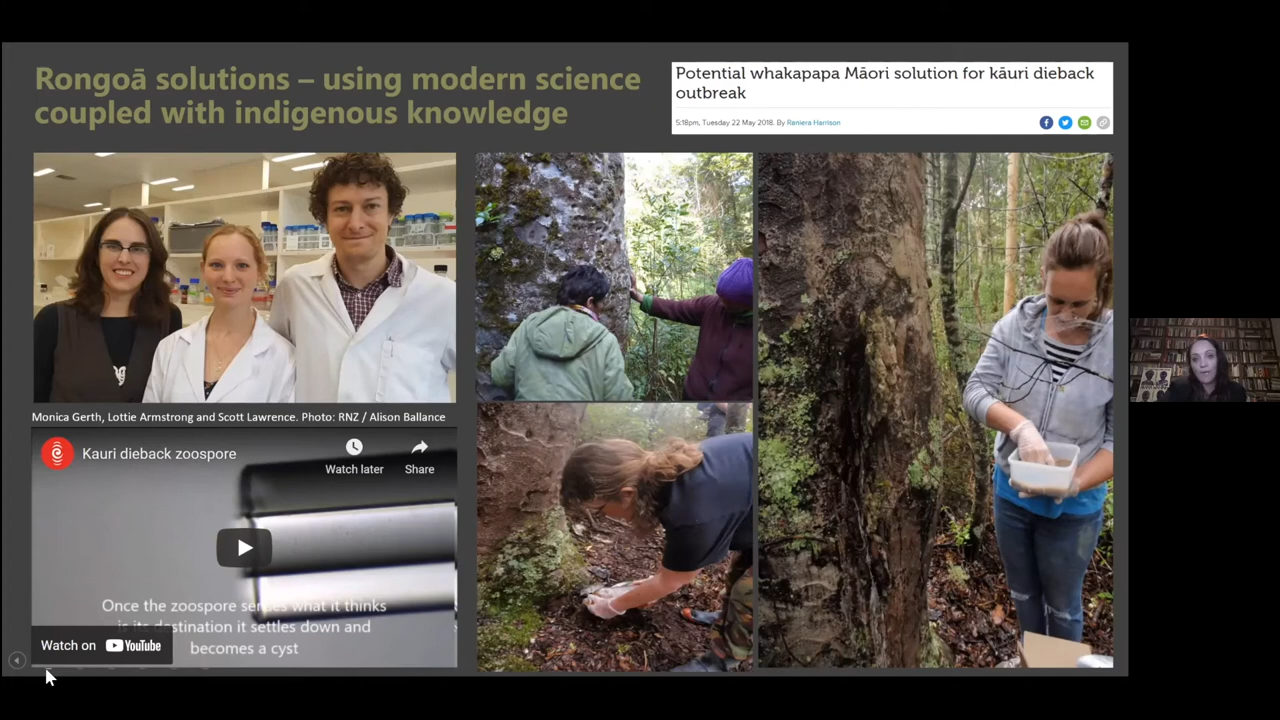 Rongoā solutions – using modern science
coupled with indigenous knowledge
Potential whakapapa Māori solution for kāuri dieback
outbreak
5:18pm, Tuesday 22 May 2018. By Reniera Harrison
Monica Gerth, Lottie Armstrong and Scott Lawrence. Photo: RNZ / Alison Ballance
Kauri dieback zoospore
Watch later
Share
Once the zoospore senses what it thinks
is its destination it settles down and
becomes a cyst
Watch on YouTube